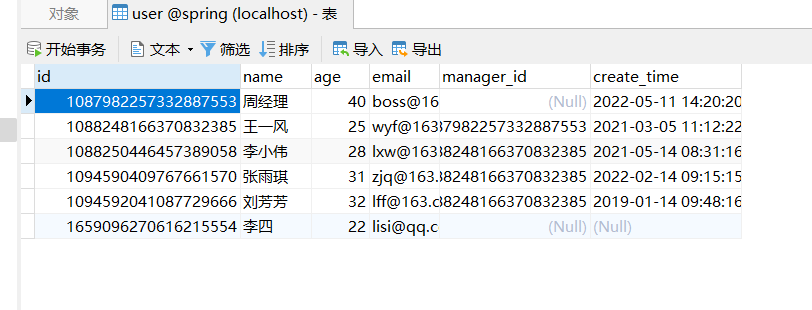 对象 user @spring (localhost) - 表
开始事务 文本 筛选 排序 导入 导出
id name age email manager_id create_time
1087982257332887553 周经理 40 boss@16 (Null) 2022-05-11 14:20:20
1088248166370832385 王一风 25 wyf@163 87982257332887553 2021-03-05 11:12:22
1088250446457389058 李小伟 28 lxw@163 88248166370832385 2021-05-14 08:31:16
1094590409767661570 张雨琪 31 zjq@163 88248166370832385 2022-02-14 09:15:15
1094592041087729666 刘芳芳 32 lff@163.c 88248166370832385 2019-01-14 09:48:16
1659096270616215554 李四 22 lisi@qq.c (Null) (Null)